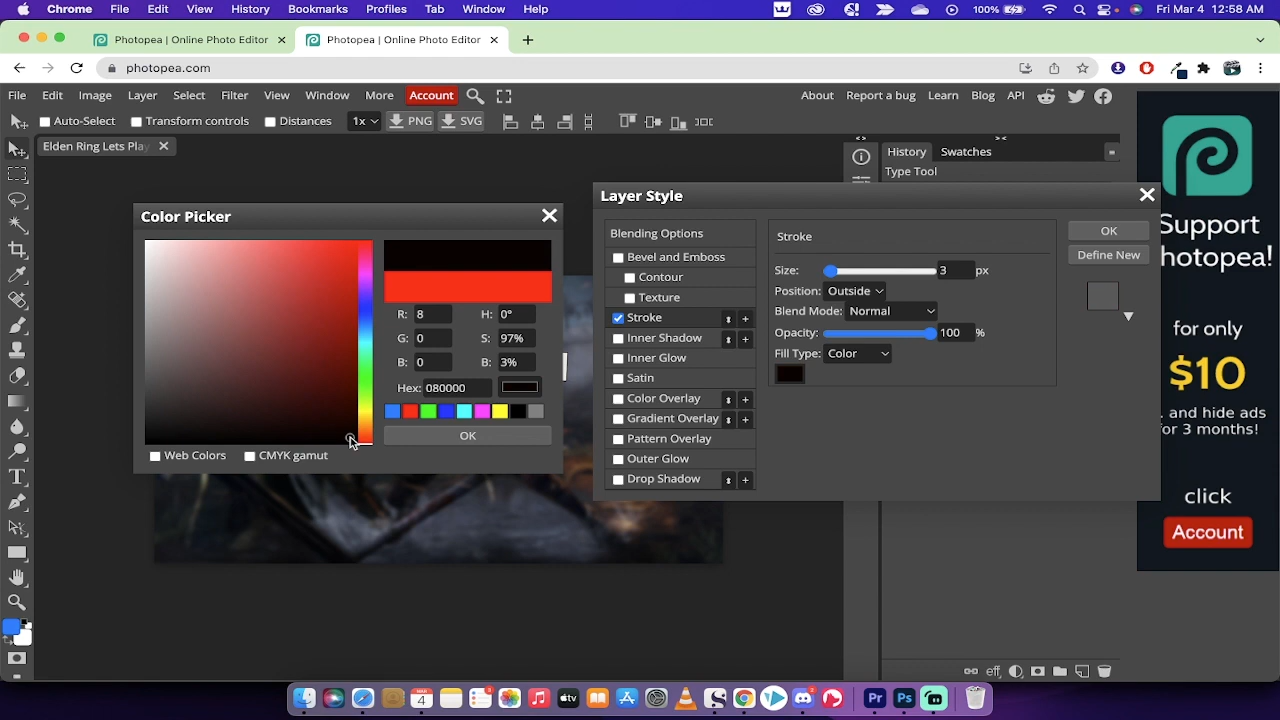 Chrome File Edit View History Bookmarks Profiles Tab Window Help 100% Fri Mar 4 12:58 AM
Photopea | Online Photo Editor Photopea | Online Photo Editor
photopea.com
File Edit Image Layer Select Filter View Window More Account About Report a bug Learn Blog API
Auto-Select Transform controls Distances 1x PNG SVG
Elden Ring Lets Play History Swatches
Type Tool
Color Picker
R: 8 H: 0°
G: 0 S: 97%
B: 0 B: 3%
Hex: 080000
OK
Web Colors CMYK gamut
Layer Style
Blending Options
Bevel and Emboss
Contour
Texture
Stroke
Inner Shadow
Inner Glow
Satin
Color Overlay
Gradient Overlay
Pattern Overlay
Outer Glow
Drop Shadow
Stroke
Size: 3 px
Position: Outside
Blend Mode: Normal
Opacity: 100 %
Fill Type: Color
OK
Define New
Support
hotopea!
for only
$10
. and hide ads
for 3 months!
click
Account
eff
4
tv
Pr
Ps